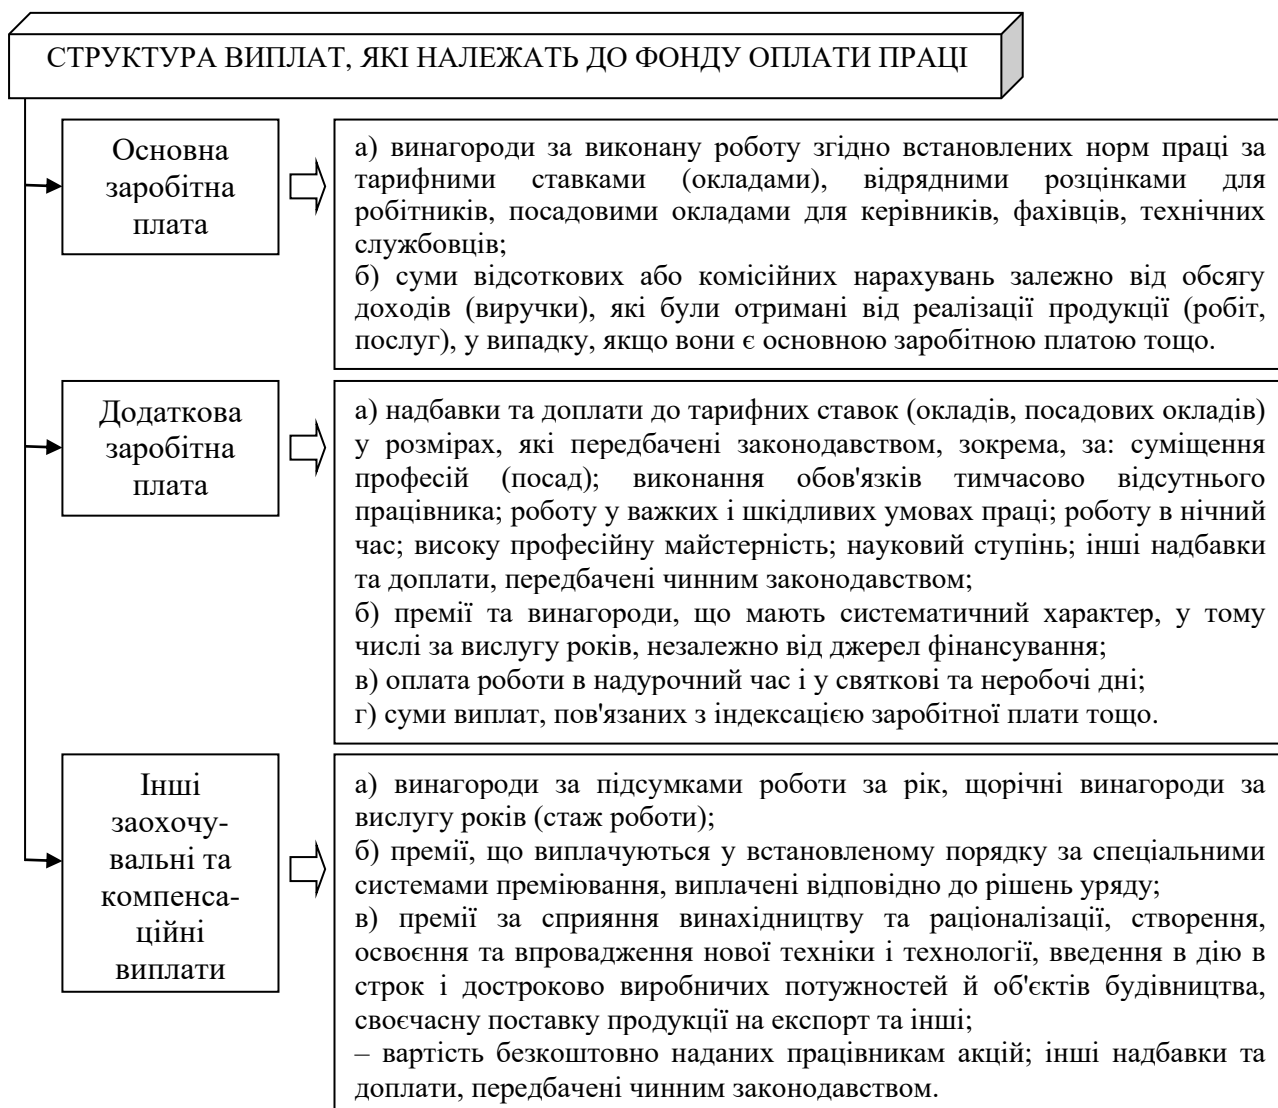 СТРУКТУРА ВИПЛАТ, ЯКІ НАЛЕЖАТЬ ДО ФОНДУ ОПЛАТИ ПРАЦІ
Основна
заробітна
плата
а) винагороди за виконану роботу згідно встановлених норм праці за
тарифними ставками (окладами), відрядними розцінками для
робітників, посадовими окладами для керівників, фахівців, технічних
службовців;
б) суми відсоткових або комісійних нарахувань залежно від обсягу
доходів (виручки), які були отримані від реалізації продукції (робіт,
послуг), у випадку, якщо вони є основною заробітною платою тощо.
Додаткова
заробітна
плата
а) надбавки та доплати до тарифних ставок (окладів, посадових окладів)
у розмірах, які передбачені законодавством, зокрема, за: суміщення
професій (посад); виконання обов'язків тимчасово відсутнього
працівника; роботу у важких і шкідливих умовах праці; роботу в нічний
час; високу професійну майстерність; науковий ступінь; інші надбавки
та доплати, передбачені чинним законодавством;
б) премії та винагороди, що мають систематичний характер, у тому
числі за вислугу років, незалежно від джерел фінансування;
в) оплата роботи в надурочний час і у святкові та неробочі дні;
г) суми виплат, пов'язаних з індексацією заробітної плати тощо.
Інші
заохочу-
вальні та
компенса-
ційні
виплати
а) винагороди за підсумками роботи за рік, щорічні винагороди за
вислугу років (стаж роботи);
б) премії, що виплачуються у встановленому порядку за спеціальними
системами преміювання, виплачені відповідно до рішень уряду;
в) премії за сприяння винахідництву та раціоналізації, створення,
освоєння та впровадження нової техніки і технології, введення в дію в
строк і достроково виробничих потужностей й об'єктів будівництва,
своєчасну поставку продукції на експорт та інші;
– вартість безкоштовно наданих працівникам акцій; інші надбавки та
доплати, передбачені чинним законодавством.